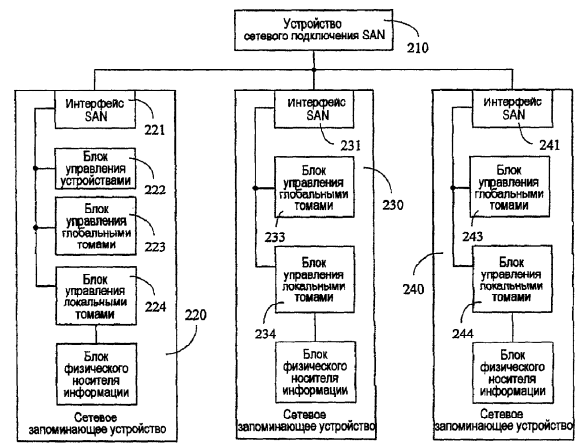 Устройство
сетевого подключения SAN
210
Интерфейс
SAN
221
Блок
управления
устройствами
222
Блок
управления
глобальными
томами
223
Блок
управления
локальными
томами
224
220
Блок
физического
носителя
информации
Сетевое
запоминающее устройство
Интерфейс
SAN
231
Блок
управления
глобальными
томами
233
230
Блок
управления
локальными
томами
234
Блок
физического
носителя
информации
Сетевое
запоминающее устройство
Интерфейс
SAN
241
Блок
управления
глобальными
томами
243
240
Блок
управления
локальными
томами
244
Блок
физического
носителя
информации
Сетевое
запоминающее устройство